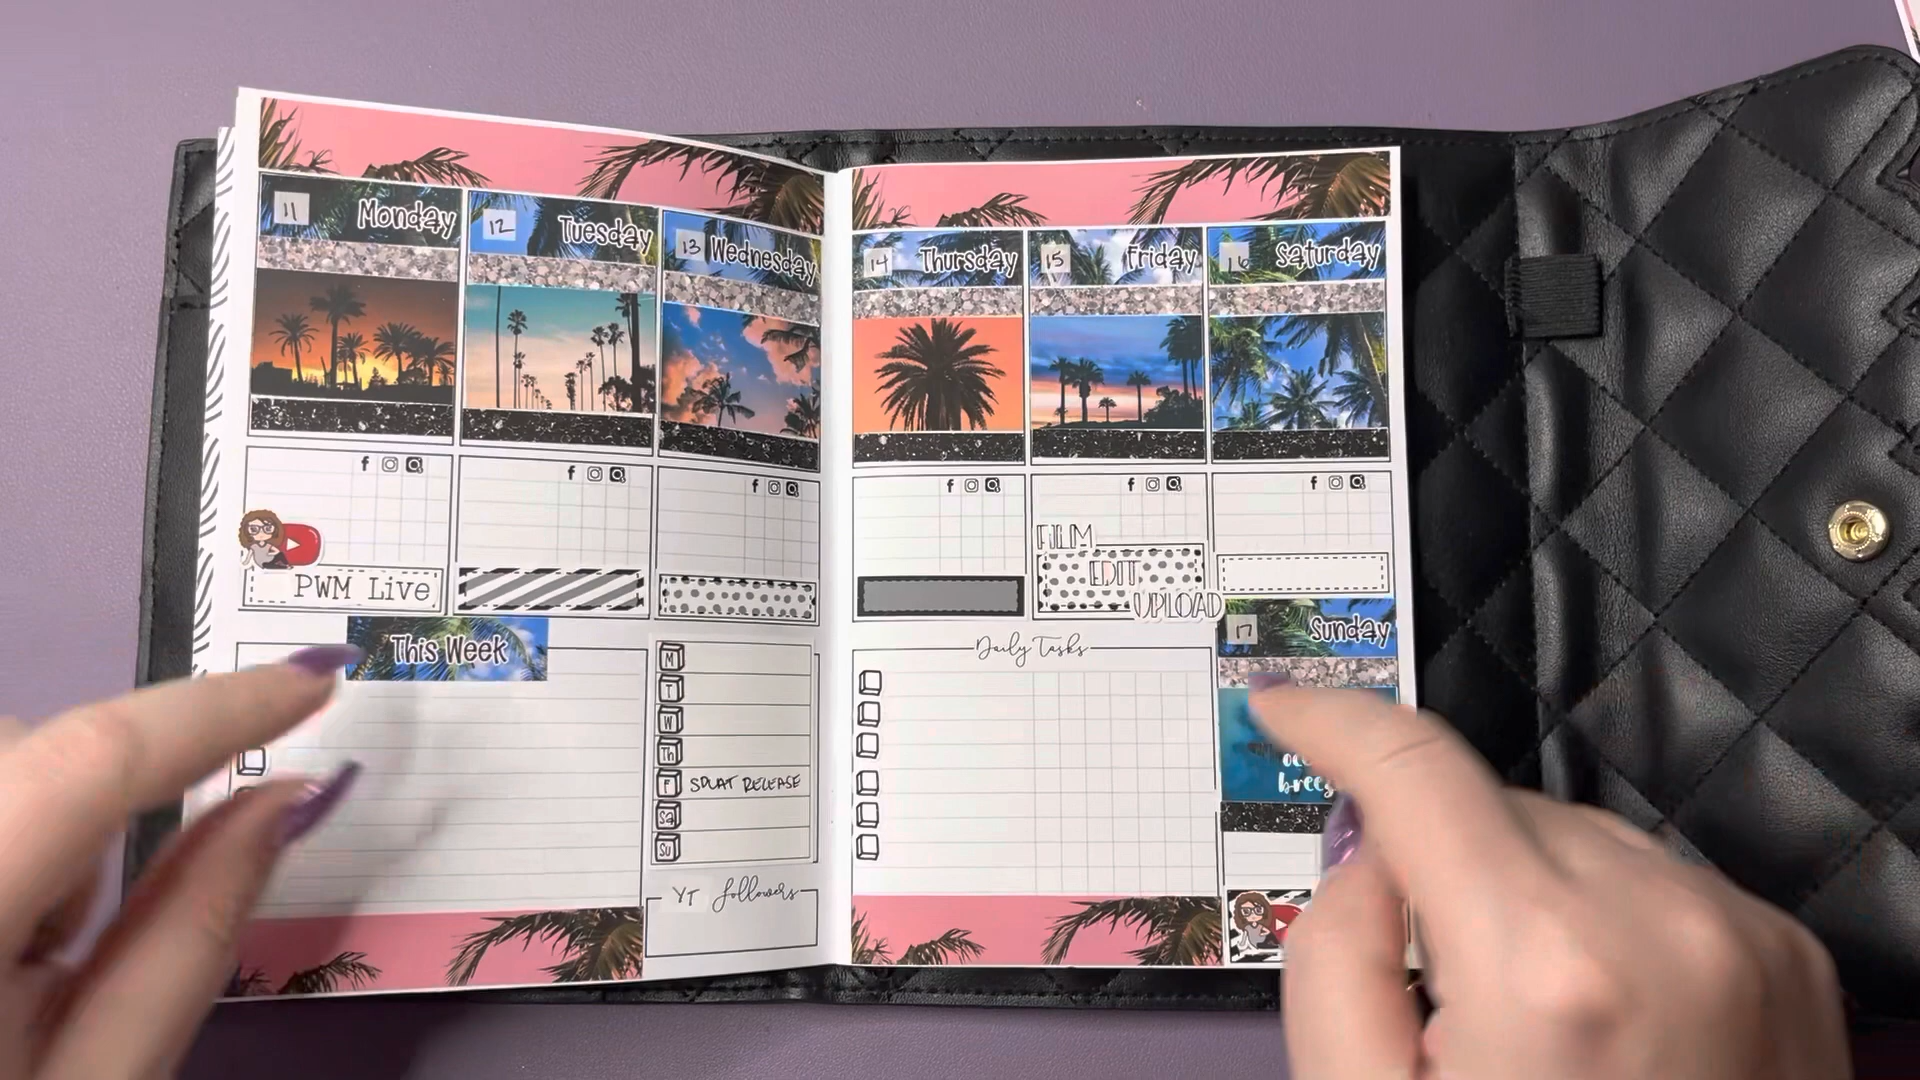 11 Monday
12 Tuesday
13 Wednesday
14 Thursday
15 Friday
16 Saturday
PWM Live
FILM
EDIT
UPLOAD
This Week
M
T
W
Th
F SPLAT RELEASE
Sa
Su
YT followers
Daily Tasks
17 Sunday